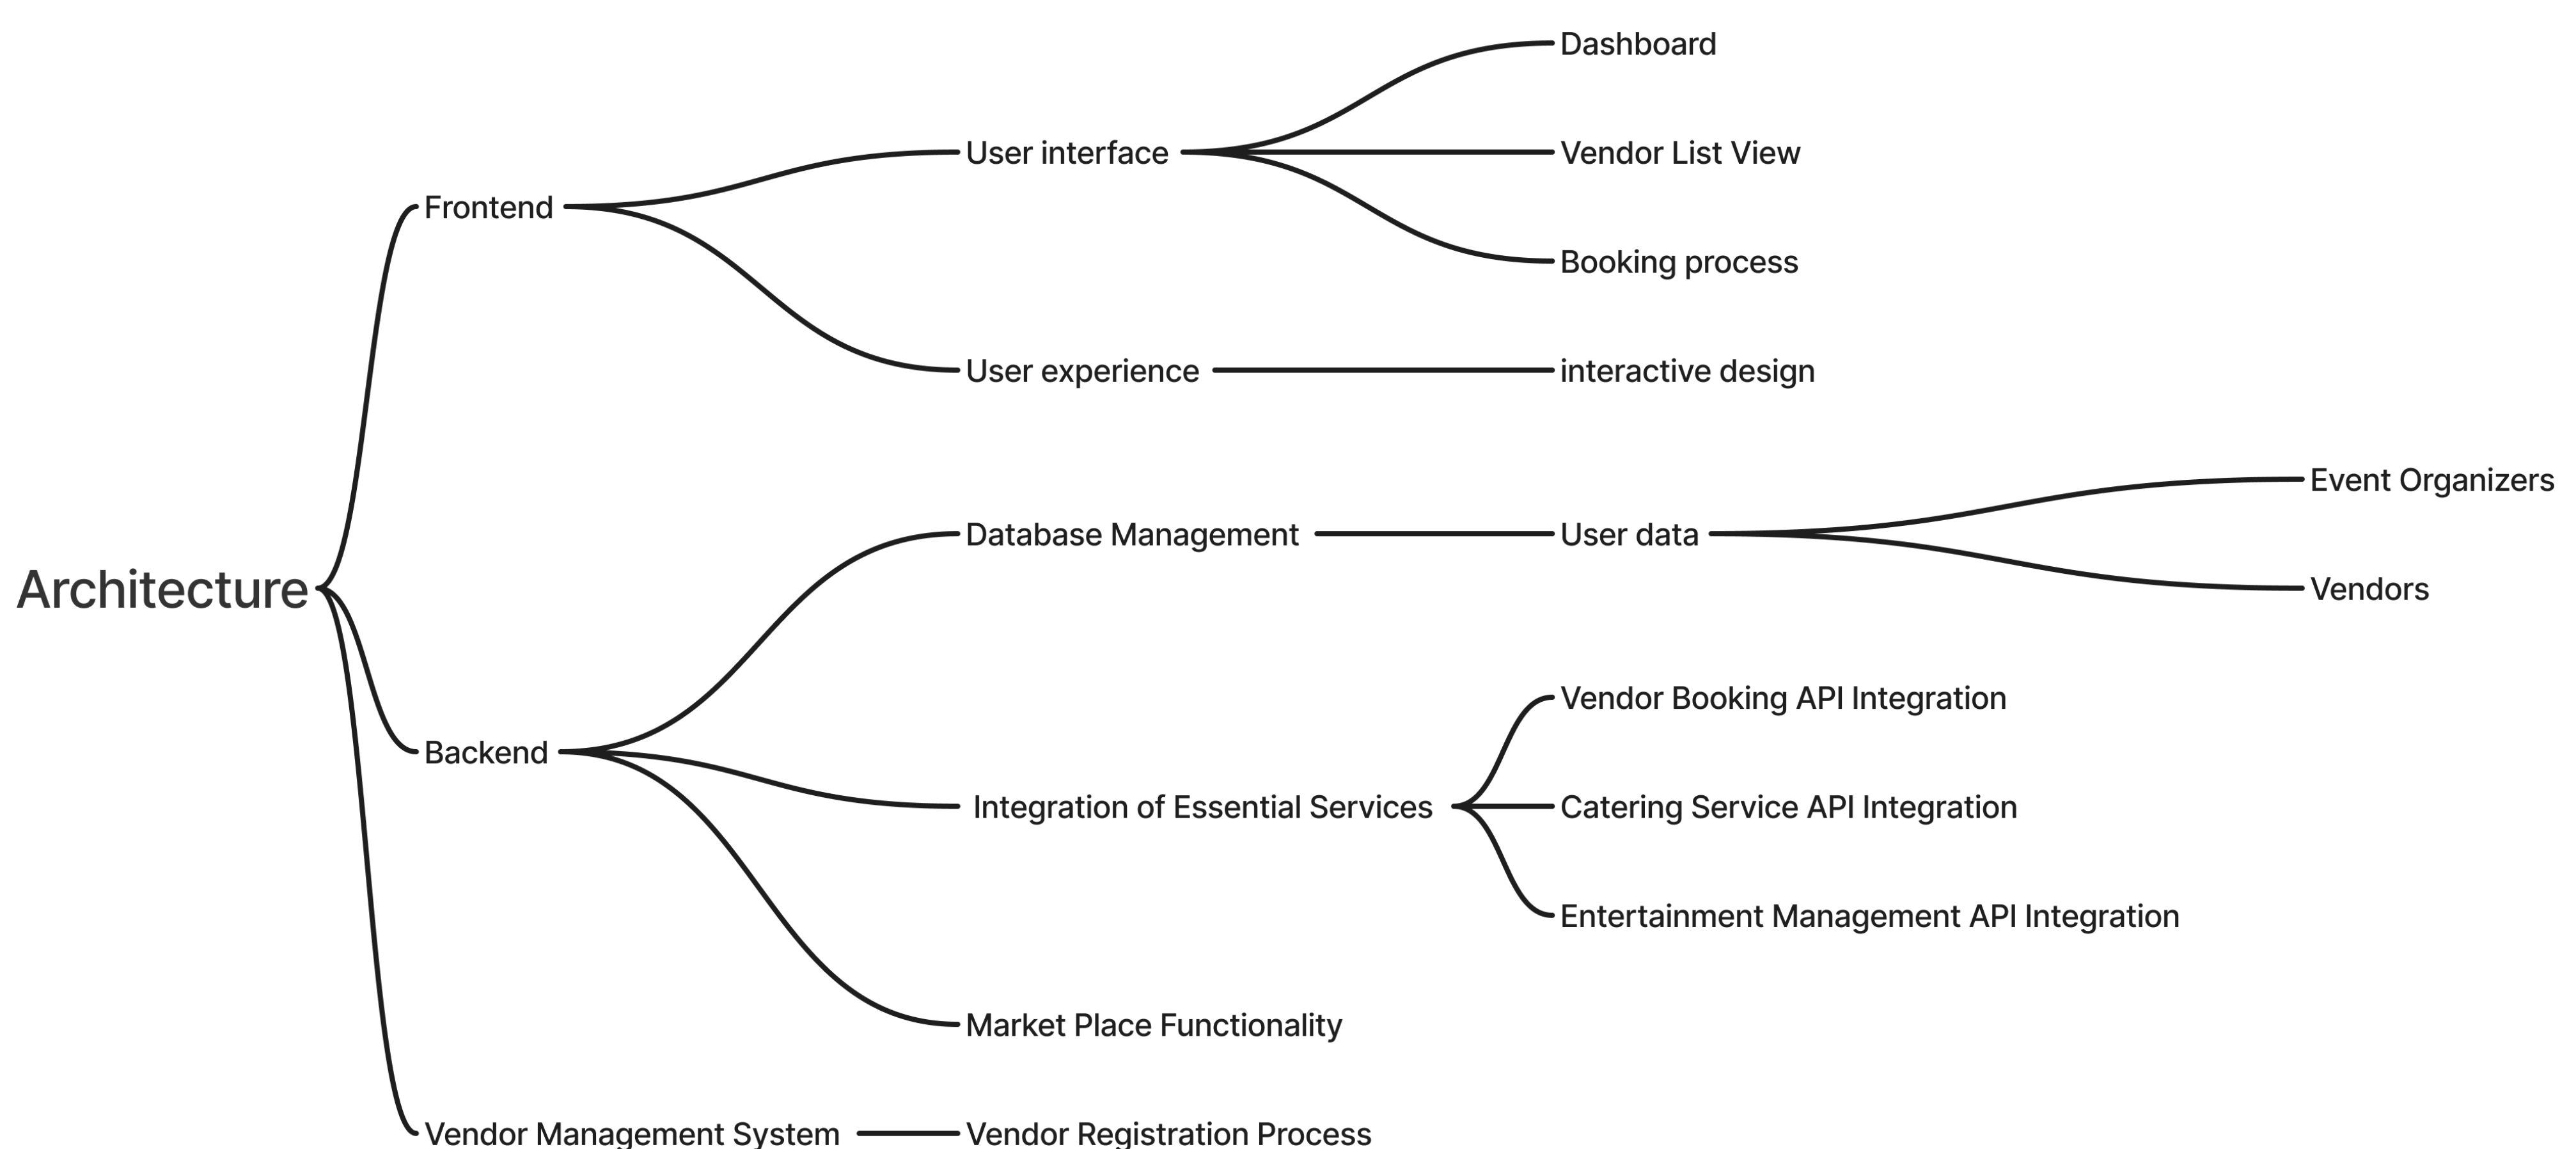 Architecture
Frontend
User interface
Dashboard
Vendor List View
Booking process
User experience
interactive design
Backend
Database Management
User data
Event Organizers
Vendors
Integration of Essential Services
Vendor Booking API Integration
Catering Service API Integration
Entertainment Management API Integration
Market Place Functionality
Vendor Management System
Vendor Registration Process